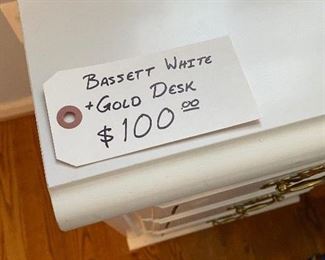 BASSETT WHITE
+ GOLD DESK
$100.00